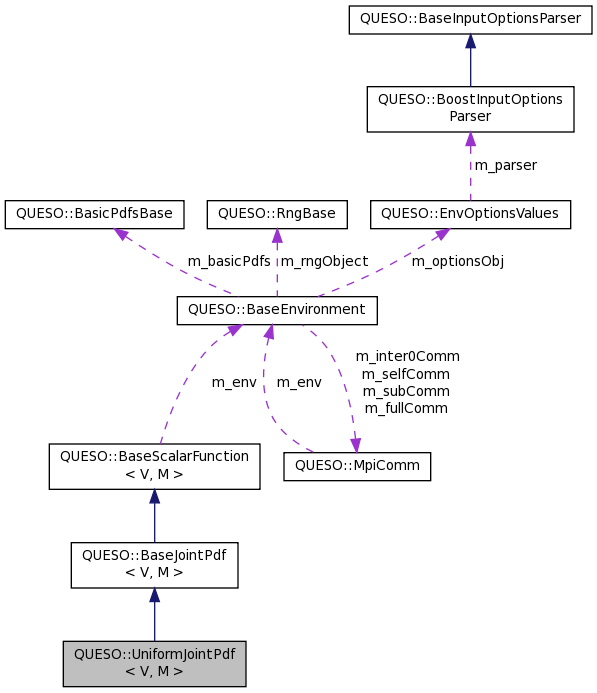 QUESO::BaseInputOptionsParser
QUESO::BoostInputOptions
Parser
m_parser
QUESO::BasicPdfsBase
QUESO::RngBase
QUESO::EnvOptionsValues
m_basicPdfs
m_rngObject
m_optionsObj
QUESO::BaseEnvironment
m_inter0Comm
m_selfComm
m_subComm
m_fullComm
m_env
m_env
QUESO::BaseScalarFunction
< V, M >
QUESO::MpiComm
QUESO::BaseJointPdf
< V, M >
QUESO::UniformJointPdf
< V, M >